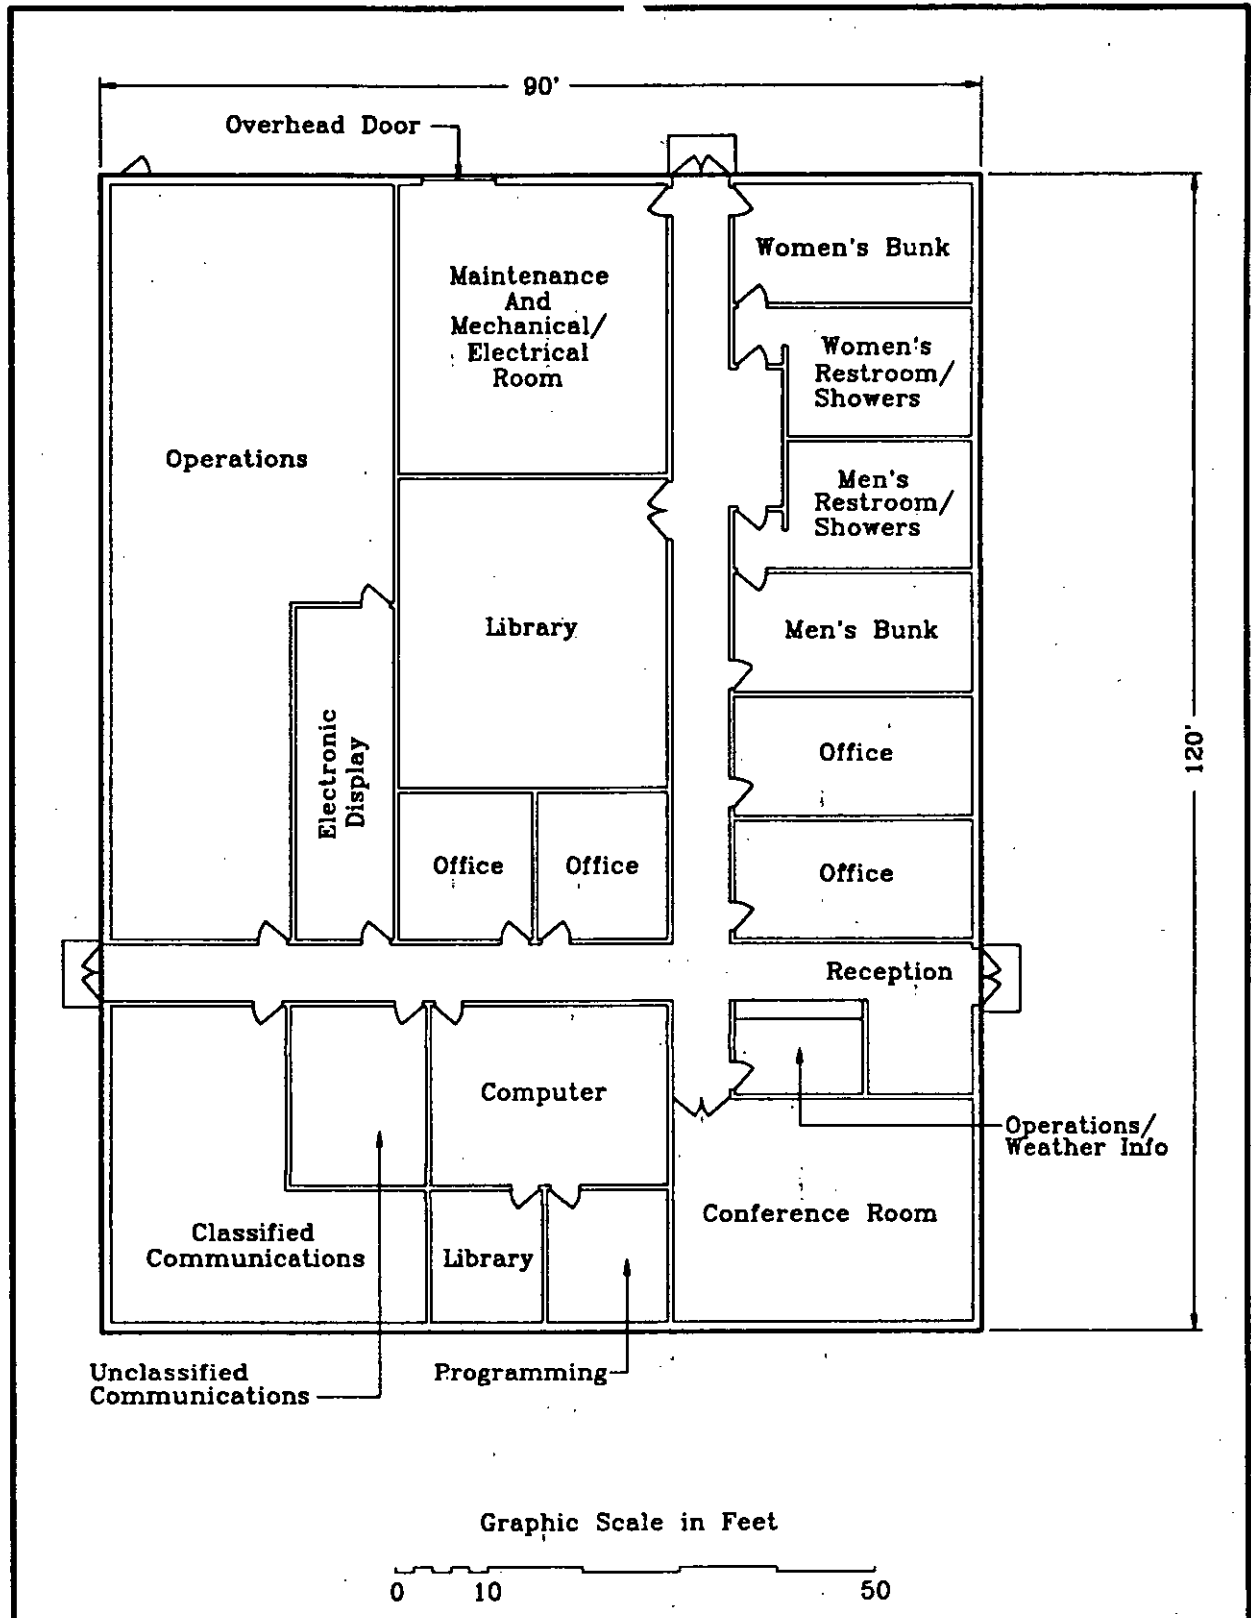 90'
Overhead Door
Women's Bunk
Maintenance
And
Mechanical/
Electrical
Room
Women's
Restroom/
Showers
Operations
Men's
Restroom/
Showers
Library
Men's Bunk
Electronic
Display
Office
120'
Office
Office
Office
Reception
Computer
Operations/
Weather Info
Classified
Communications
Library
Conference Room
Unclassified
Communications
Programming
Graphic Scale in Feet
0 10 50